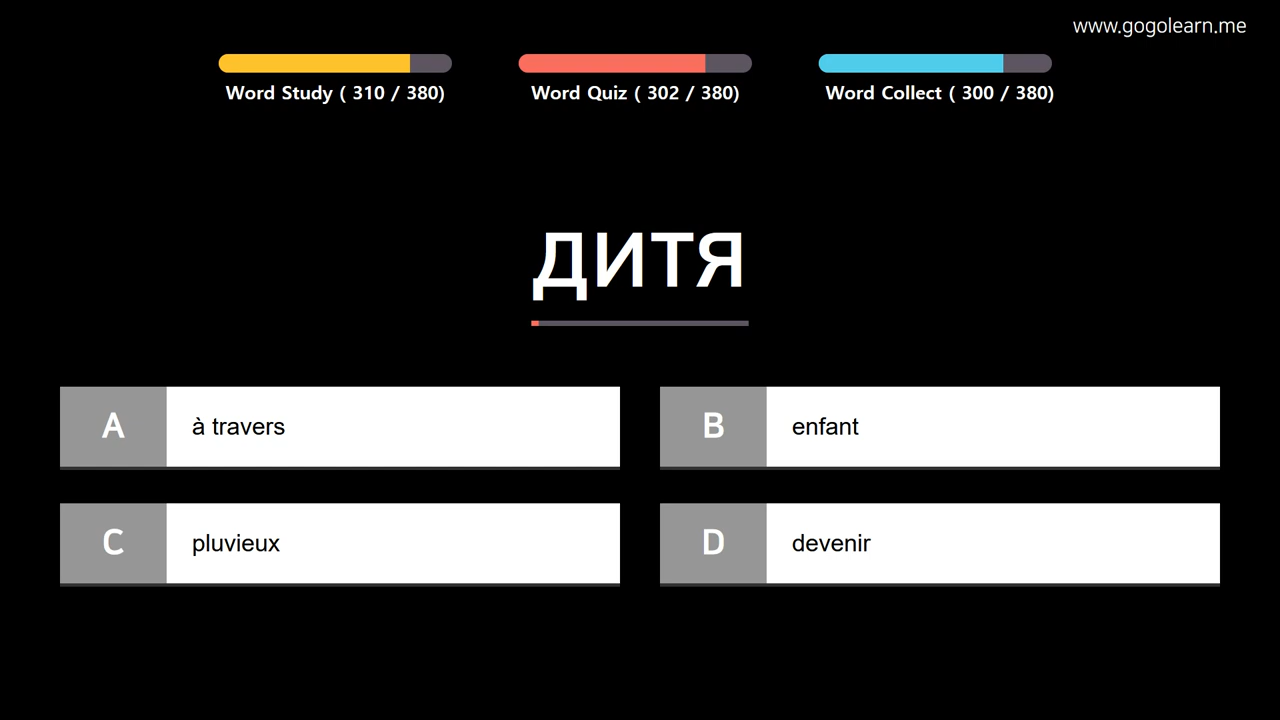 www.gogolearn.me
Word Study ( 310 / 380)
Word Quiz ( 302 / 380)
Word Collect ( 300 / 380)
ДИТЯ
A
à travers
B
enfant
C
pluvieux
D
devenir